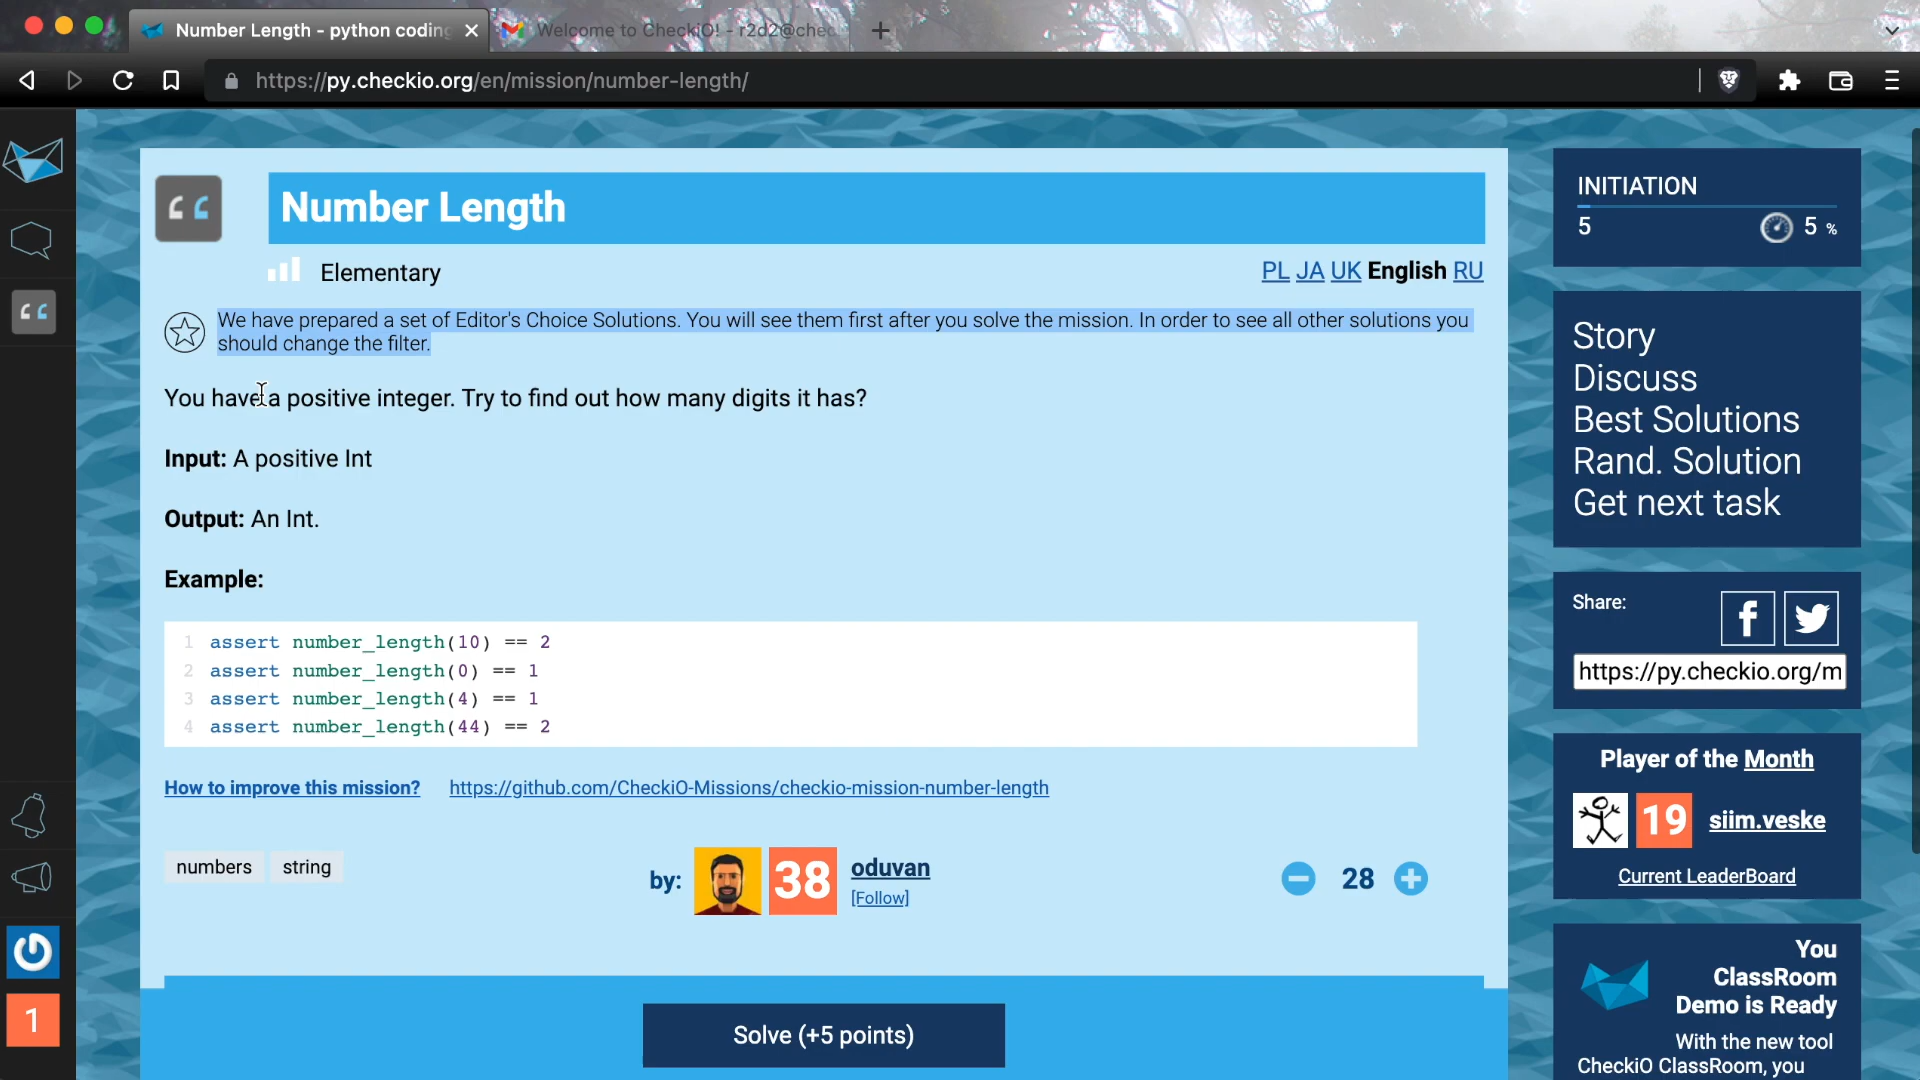 Number Length - python coding
Welcome to CheckiO! - r2d2@chec
https://py.checkio.org/en/mission/number-length/
Number Length
Elementary
PL JA UK English RU
We have prepared a set of Editor's Choice Solutions. You will see them first after you solve the mission. In order to see all other solutions you
should change the filter.
You have a positive integer. Try to find out how many digits it has?
Input: A positive Int
Output: An Int.
Example:
1 assert number_length(10) == 2
2 assert number_length(0) == 1
3 assert number_length(4) == 1
4 assert number_length(44) == 2
How to improve this mission? https://github.com/CheckiO-Missions/checkio-mission-number-length
numbers string
by: 38 oduvan
[Follow]
28
Solve (+5 points)
1
INITIATION
5 5 %
Story
Discuss
Best Solutions
Rand. Solution
Get next task
Share:
https://py.checkio.org/m
Player of the Month
19 siim.veske
Current LeaderBoard
You
ClassRoom
Demo is Ready
With the new tool
CheckiO ClassRoom, you